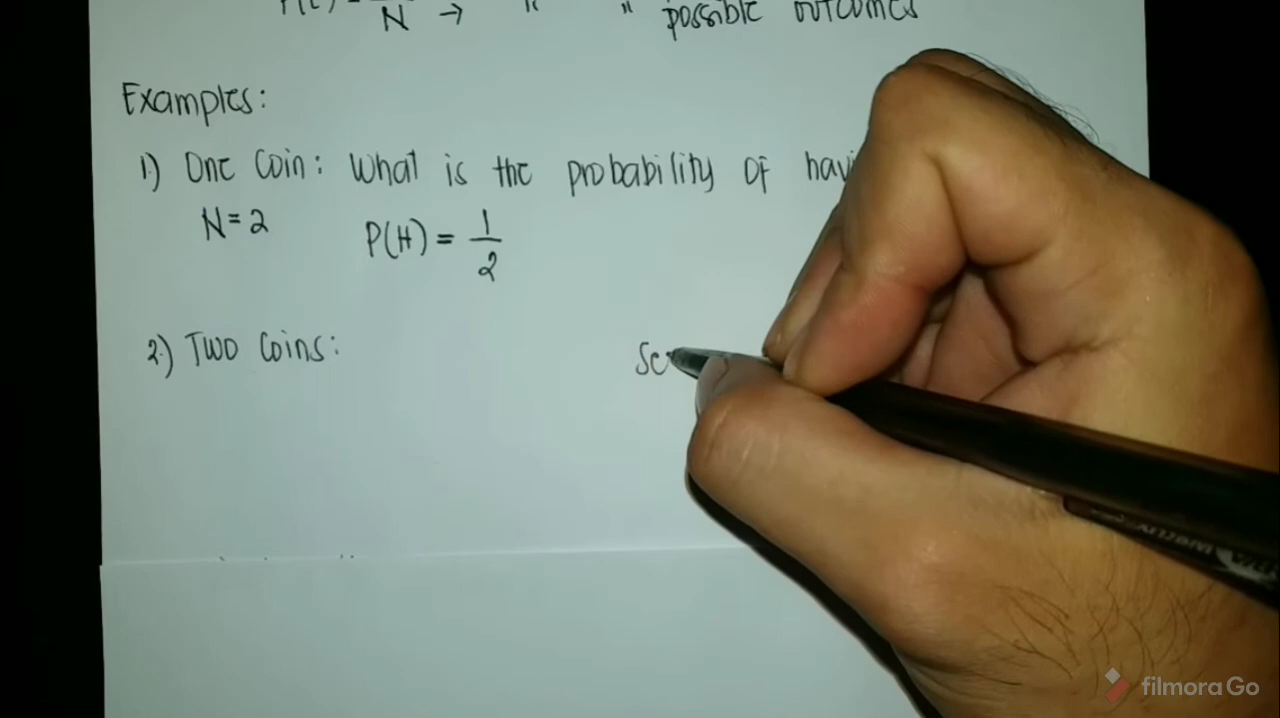 N → " " possible outcomes
Examples:
1.) One Coin: What is the probability of
N=2 P(H) = 1/2
2.) Two Coins:
filmora Go